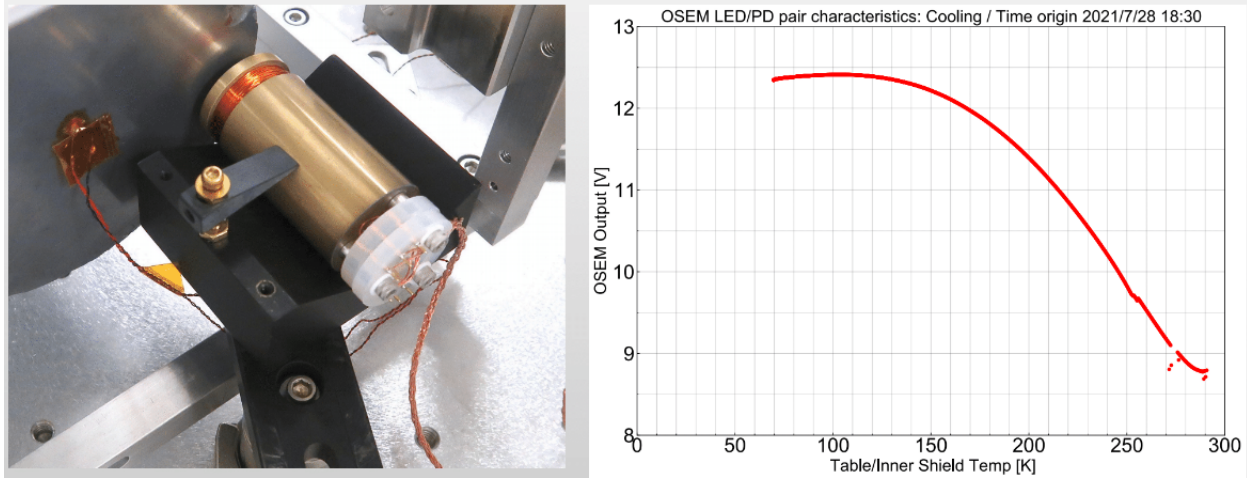 OSEM LED/PD pair characteristics: Cooling / Time origin 2021/7/28 18:30
13
12
11
10
9
8
OSEM Output [V]
0 50 100 150 200 250 300
Table/Inner Shield Temp [K]